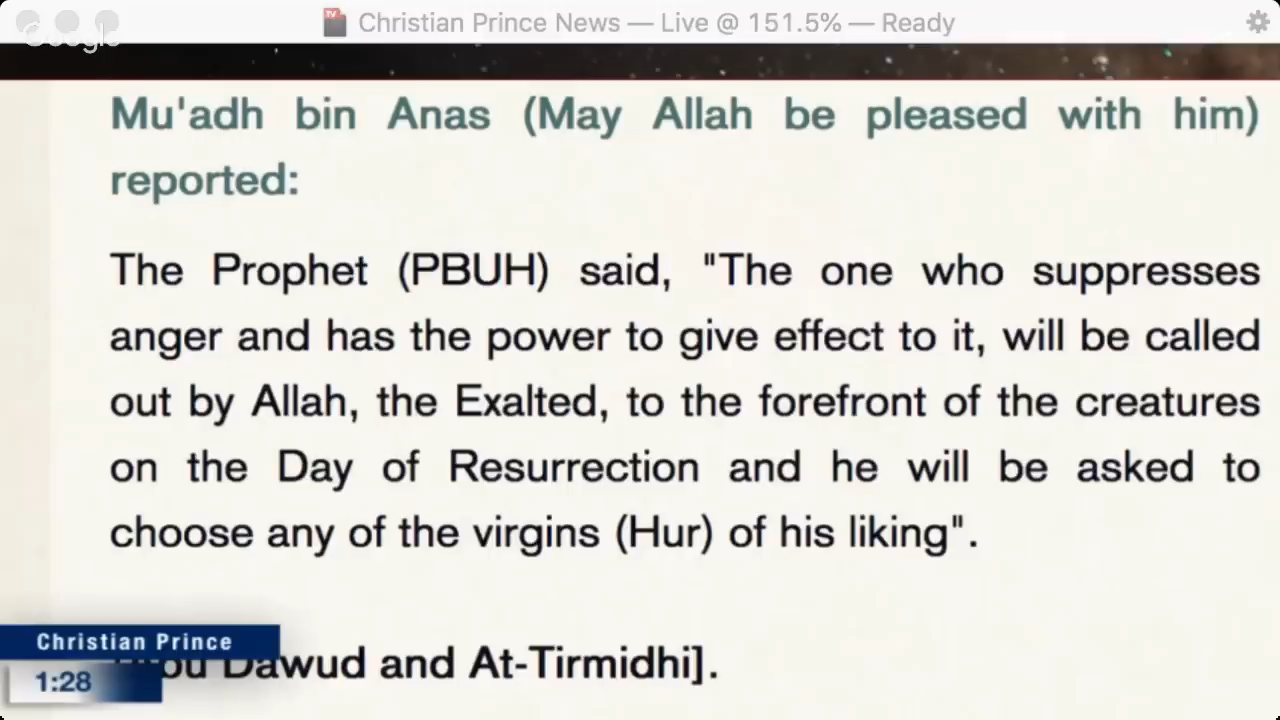 TV
Christian Prince News — Live @ 151.5% — Ready
Google
Mu'adh bin Anas (May Allah be pleased with him)
reported:
The Prophet (PBUH) said, "The one who suppresses
anger and has the power to give effect to it, will be called
out by Allah, the Exalted, to the forefront of the creatures
on the Day of Resurrection and he will be asked to
choose any of the virgins (Hur) of his liking".
Christian Prince
Dawud and At-Tirmidhi].
1:28